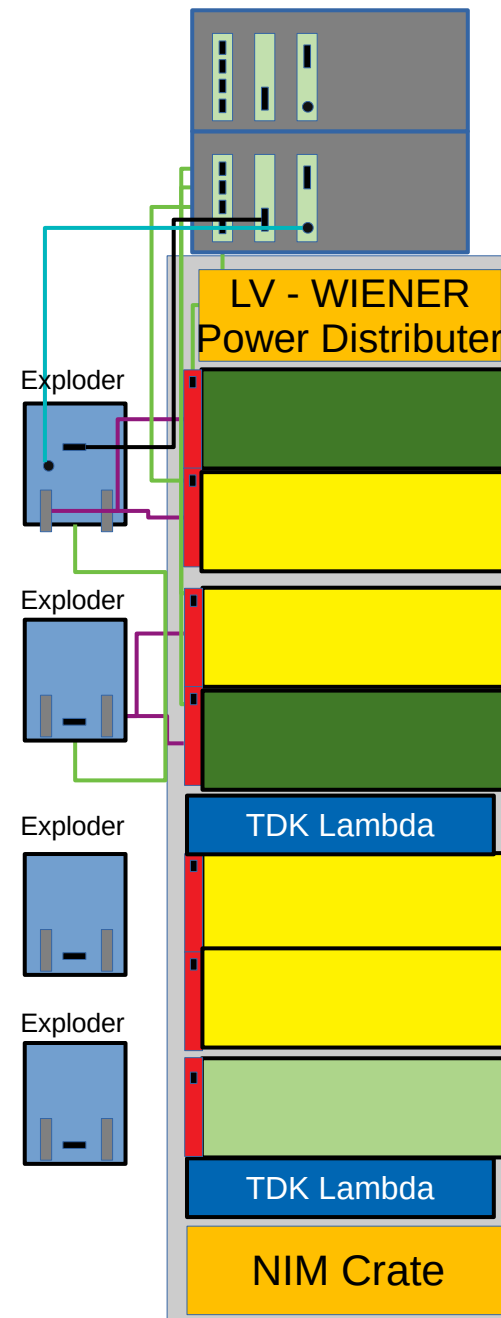 LV - WIENER
Power Distributer
Exploder
Exploder
TDK Lambda
Exploder
Exploder
TDK Lambda
NIM Crate